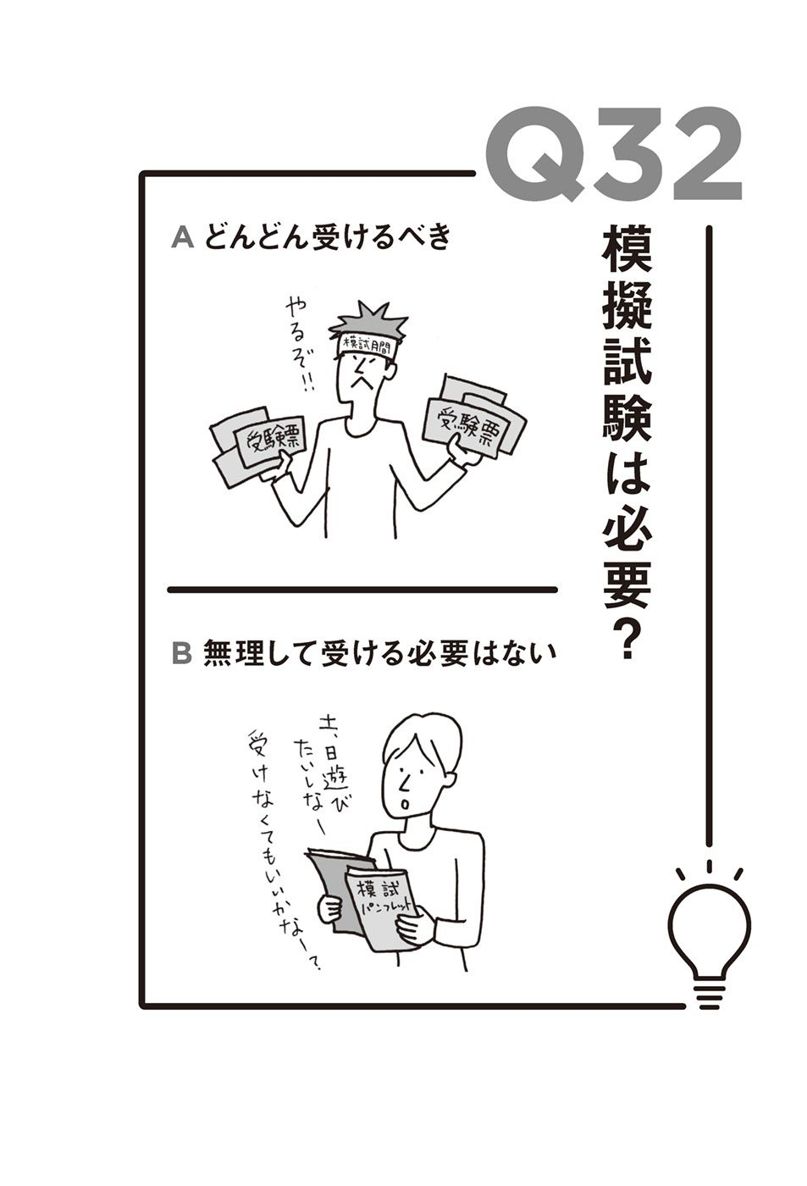 Q32
模擬試験は必要？
A どんどん受けるべき
やるぞ!!
模試月間
受験票
受験票
B 無理して受ける必要はない
土、日遊び
たいしなー
受けなくてもいいかなー？
模試
パンフレット